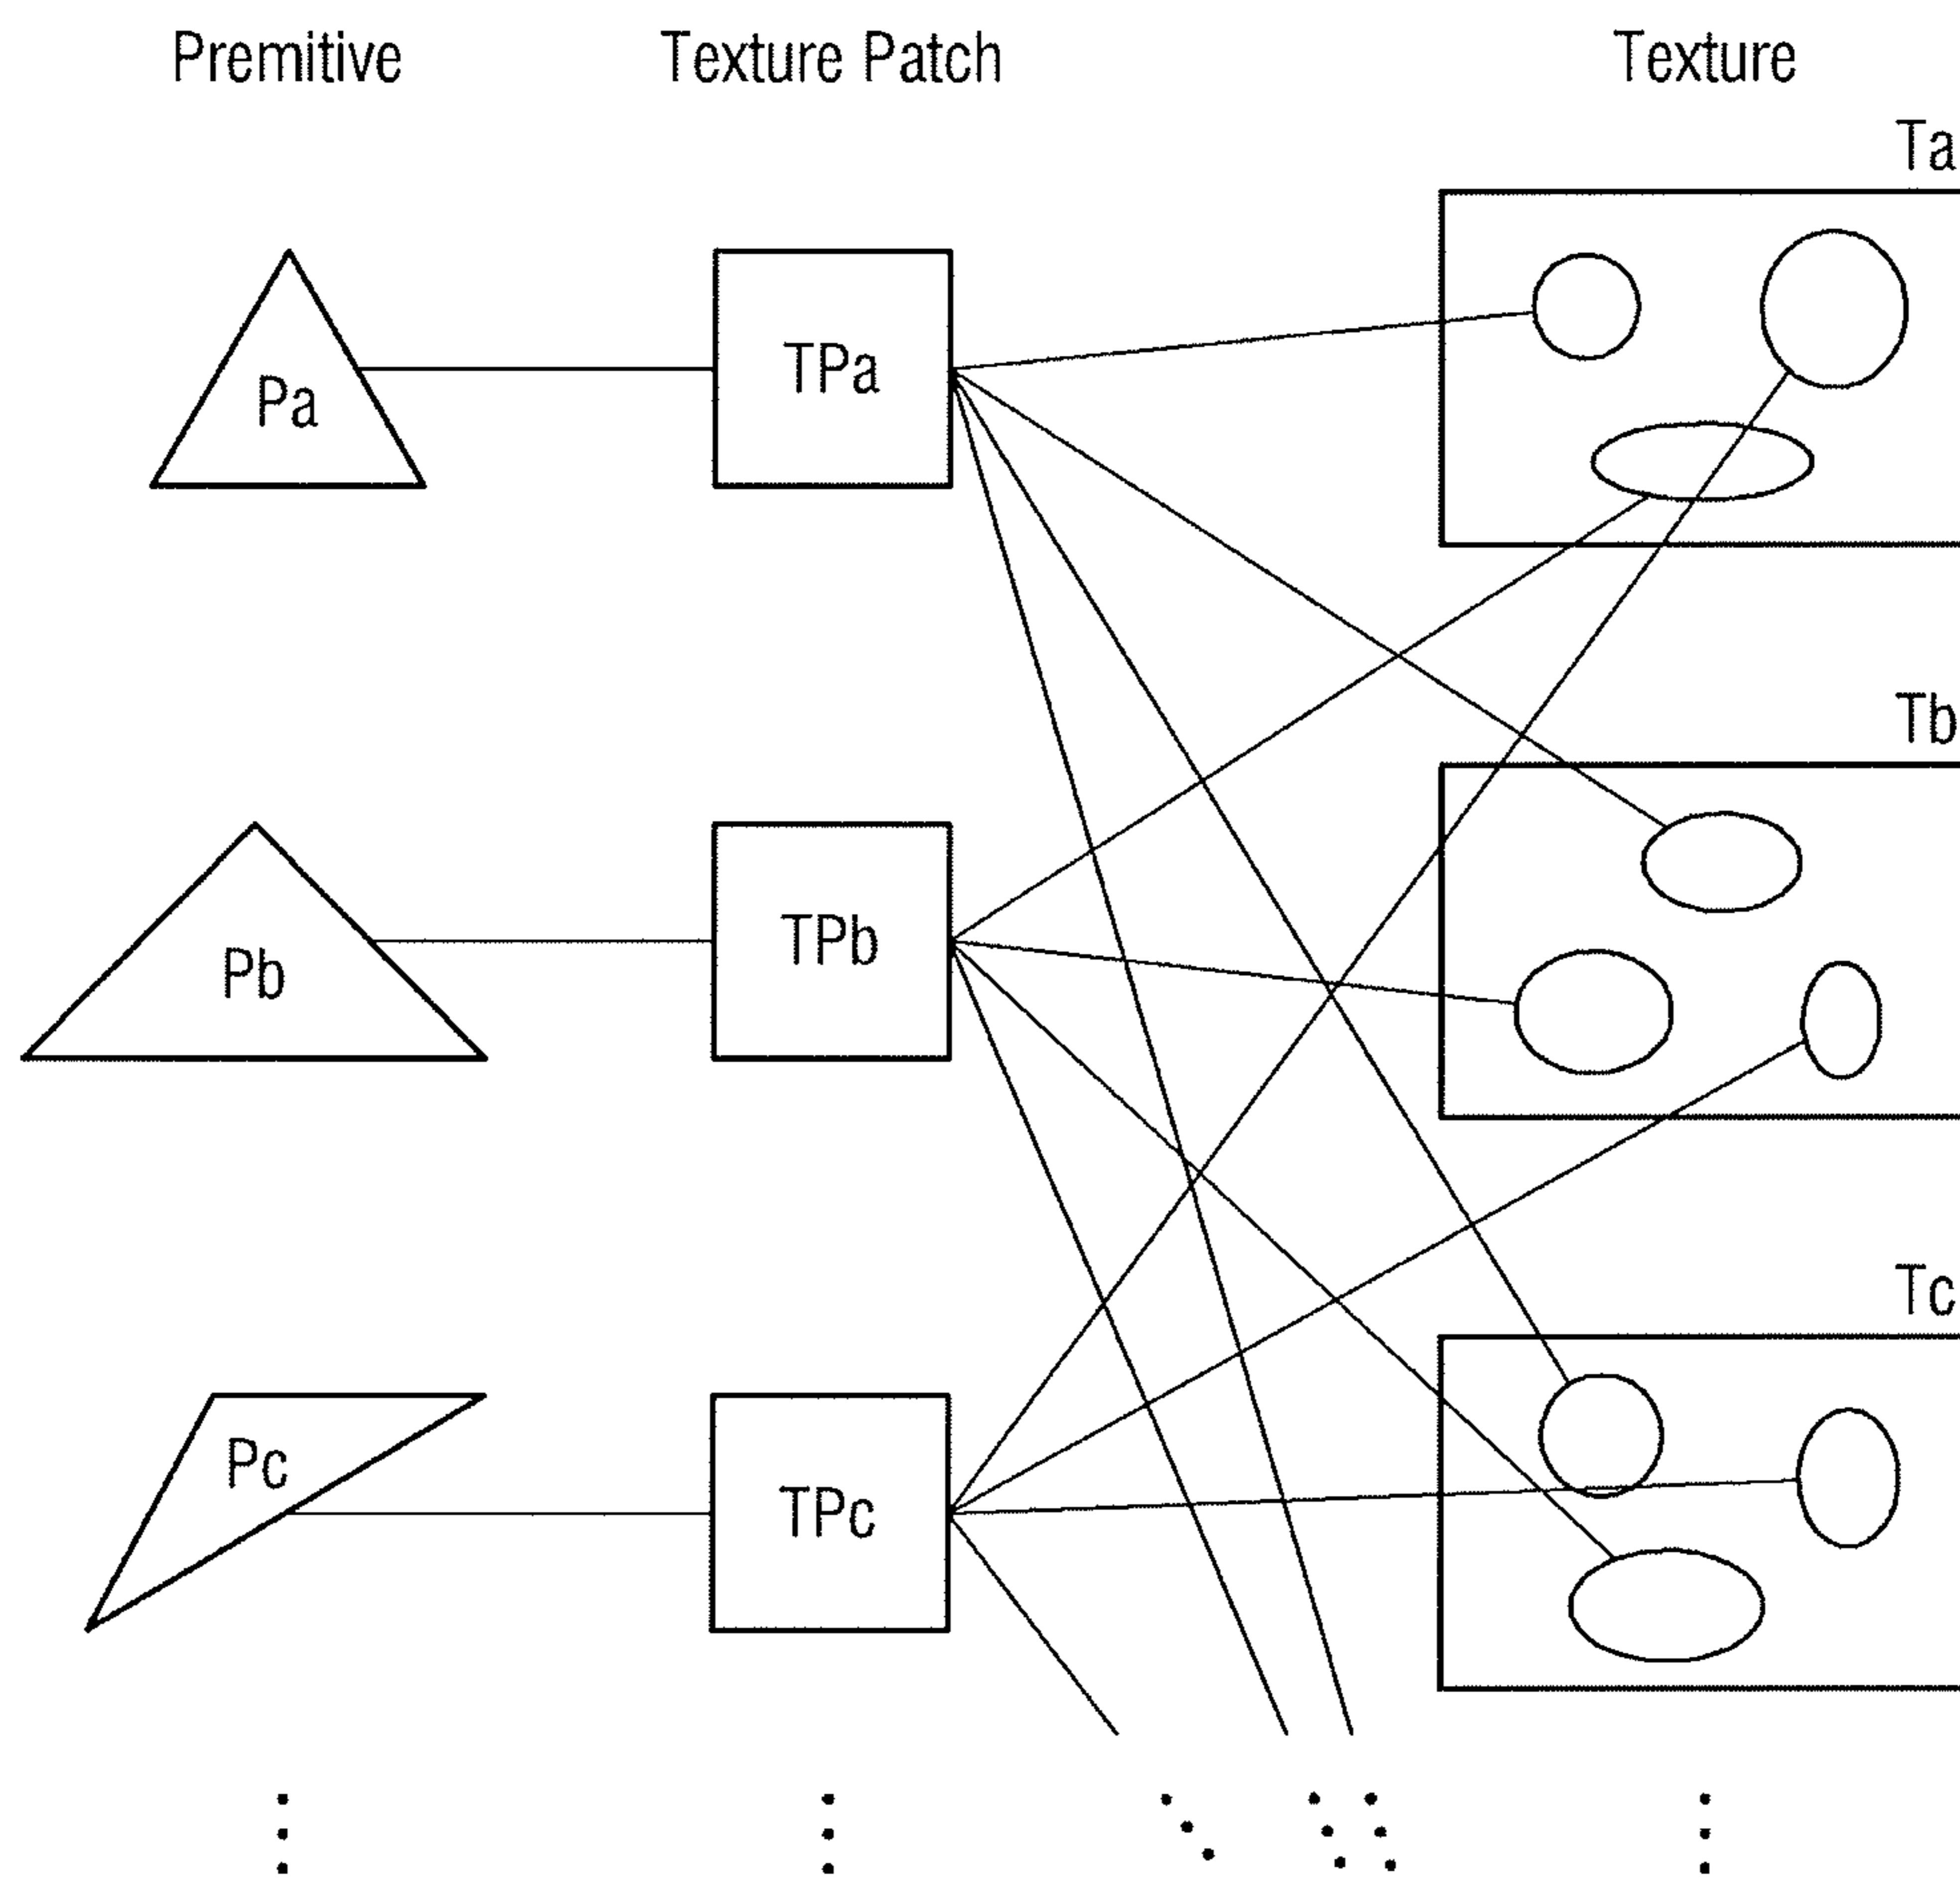 Premitive Texture Patch Texture
Ta
Pa TPa
Tb
Pb TPb
Tc
Pc TPc